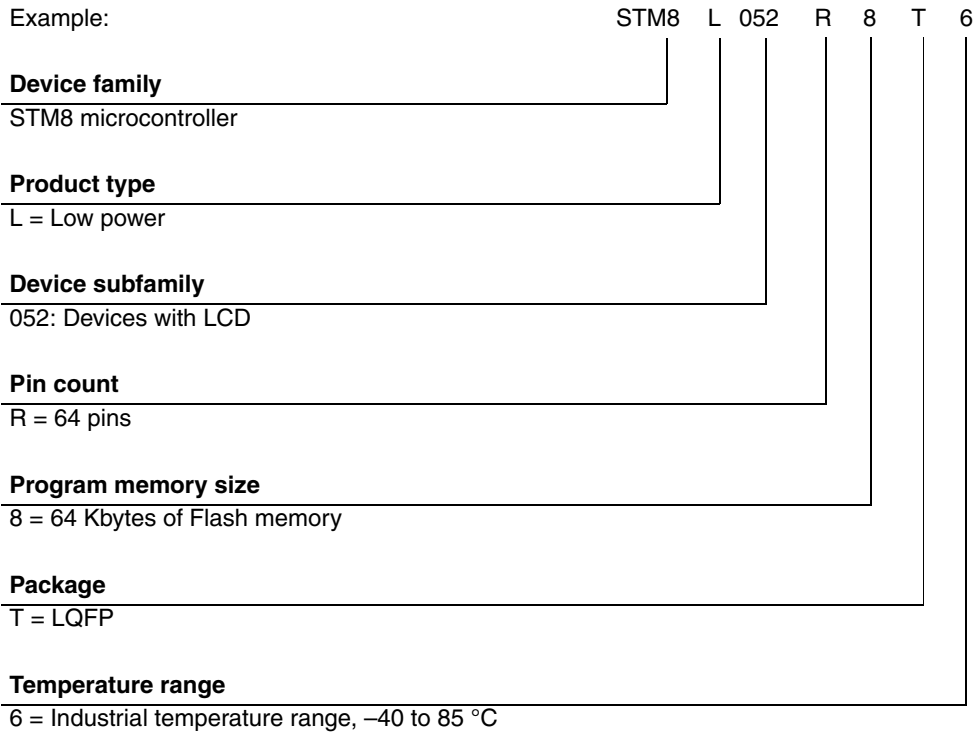 Example: STM8 L 052 R 8 T 6
Device family
STM8 microcontroller
Product type
L = Low power
Device subfamily
052: Devices with LCD
Pin count
R = 64 pins
Program memory size
8 = 64 Kbytes of Flash memory
Package
T = LQFP
Temperature range
6 = Industrial temperature range, –40 to 85 °C